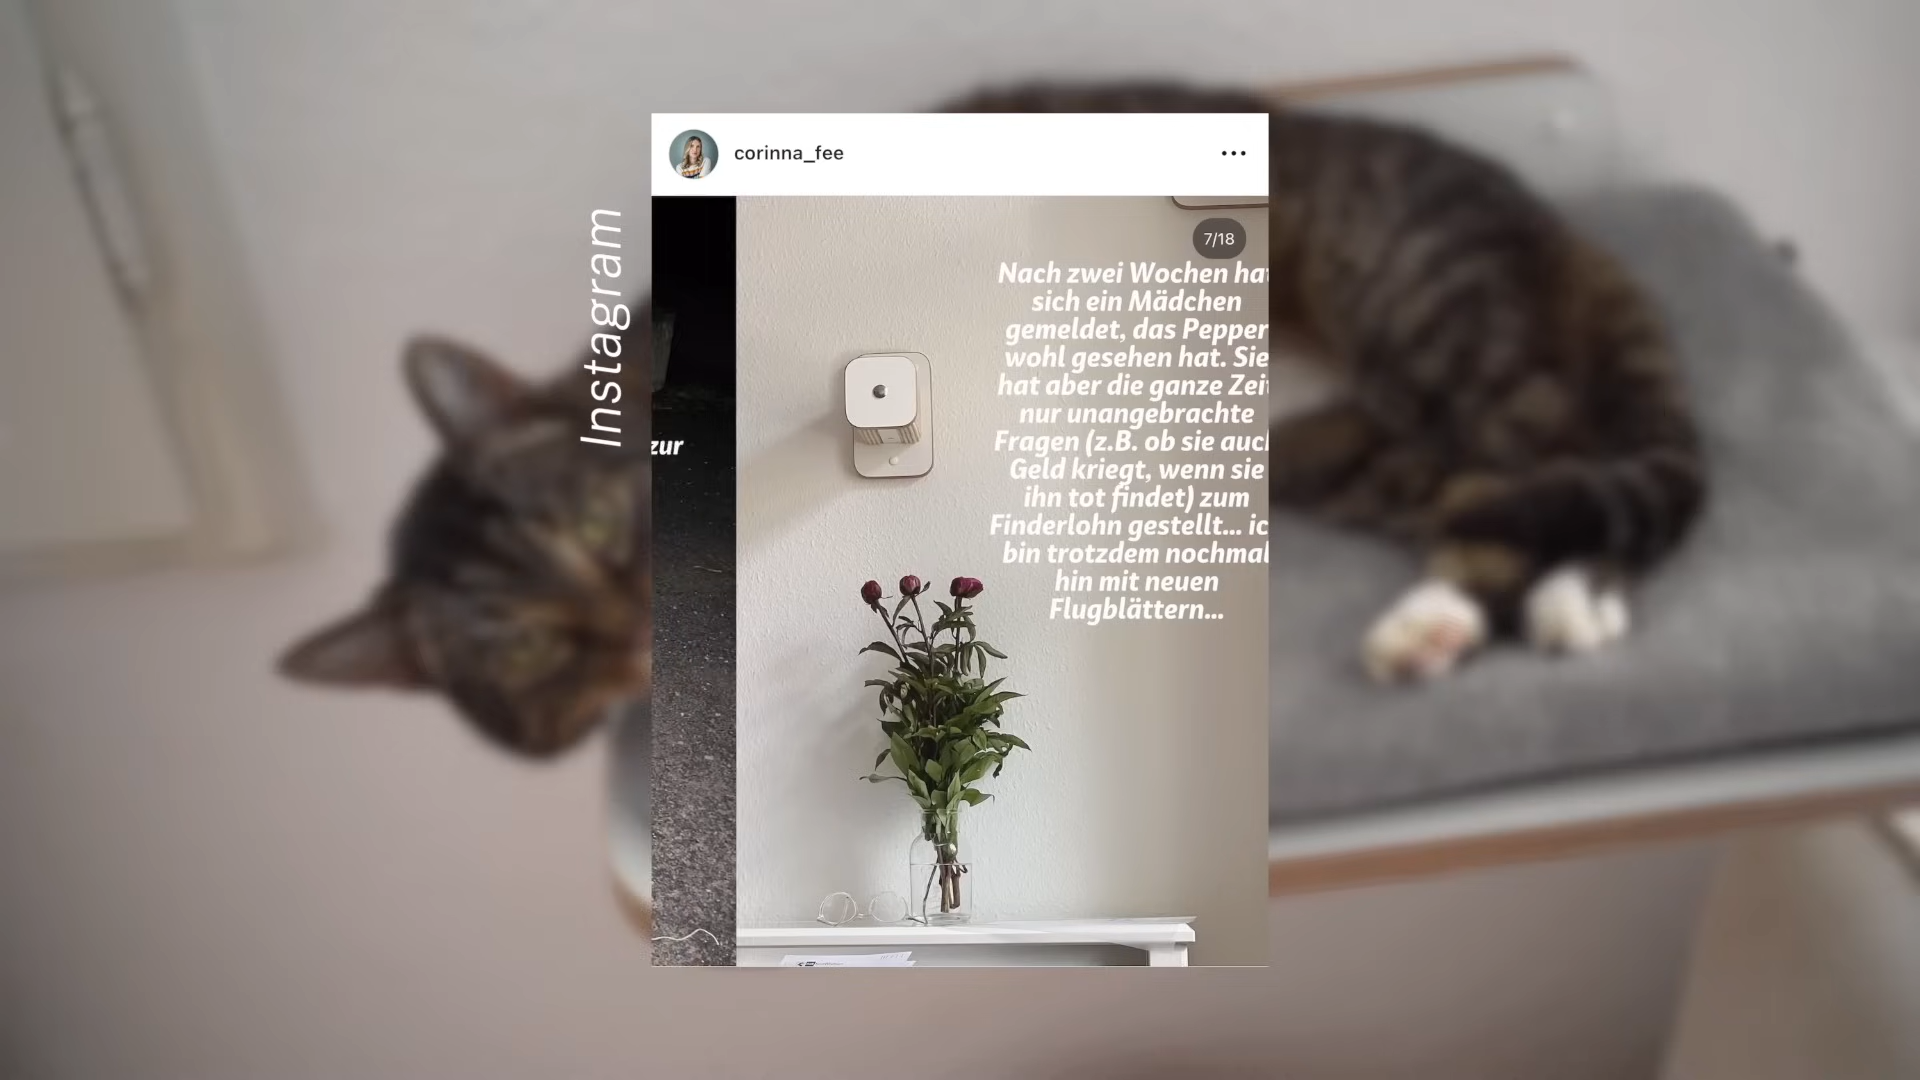 corinna_fee
Instagram
7/18
zur
Nach zwei Wochen hat
sich ein Mädchen
gemeldet, das Pepper
wohl gesehen hat. Sie
hat aber die ganze Zeit
nur unangebrachte
Fragen (z.B. ob sie auch
Geld kriegt, wenn sie
ihn tot findet) zum
Finderlohn gestellt... ic
bin trotzdem nochmal
hin mit neuen
Flugblättern...